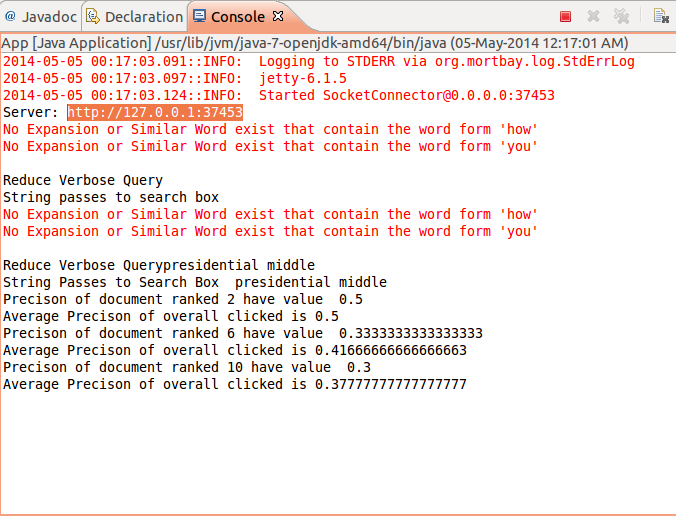 @ Javadoc Declaration Console
App [Java Application] /usr/lib/jvm/java-7-openjdk-amd64/bin/java (05-May-2014 12:17:01 AM)
2014-05-05 00:17:03.091::INFO:  Logging to STDERR via org.mortbay.log.StdErrLog
2014-05-05 00:17:03.097::INFO:  jetty-6.1.5
2014-05-05 00:17:03.124::INFO:  Started SocketConnector@0.0.0.0:37453
Server: http://127.0.0.1:37453
No Expansion or Similar Word exist that contain the word form 'how'
No Expansion or Similar Word exist that contain the word form 'you'
Reduce Verbose Query
String passes to search box
No Expansion or Similar Word exist that contain the word form 'how'
No Expansion or Similar Word exist that contain the word form 'you'
Reduce Verbose Querypresidential middle
String Passes to Search Box  presidential middle
Precison of document ranked 2 have value  0.5
Average Precison of overall clicked is 0.5
Precison of document ranked 6 have value  0.3333333333333333
Average Precison of overall clicked is 0.41666666666666663
Precison of document ranked 10 have value  0.3
Average Precison of overall clicked is 0.37777777777777777